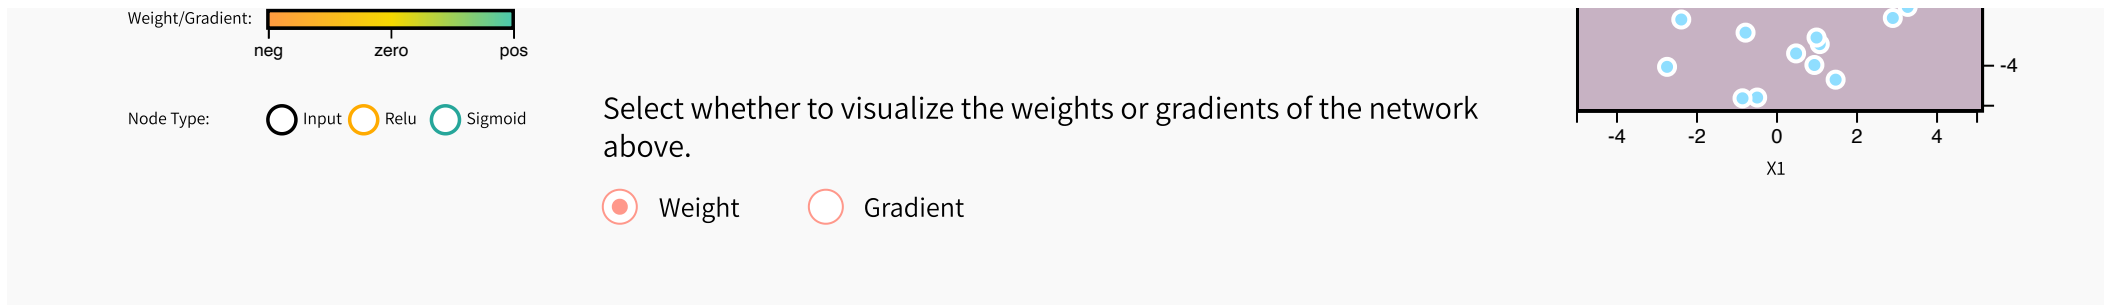 Weight/Gradient:
neg zero pos
Node Type: Input Relu Sigmoid
Select whether to visualize the weights or gradients of the network
above.
Weight Gradient
-4
-4 -2 0 2 4
X1